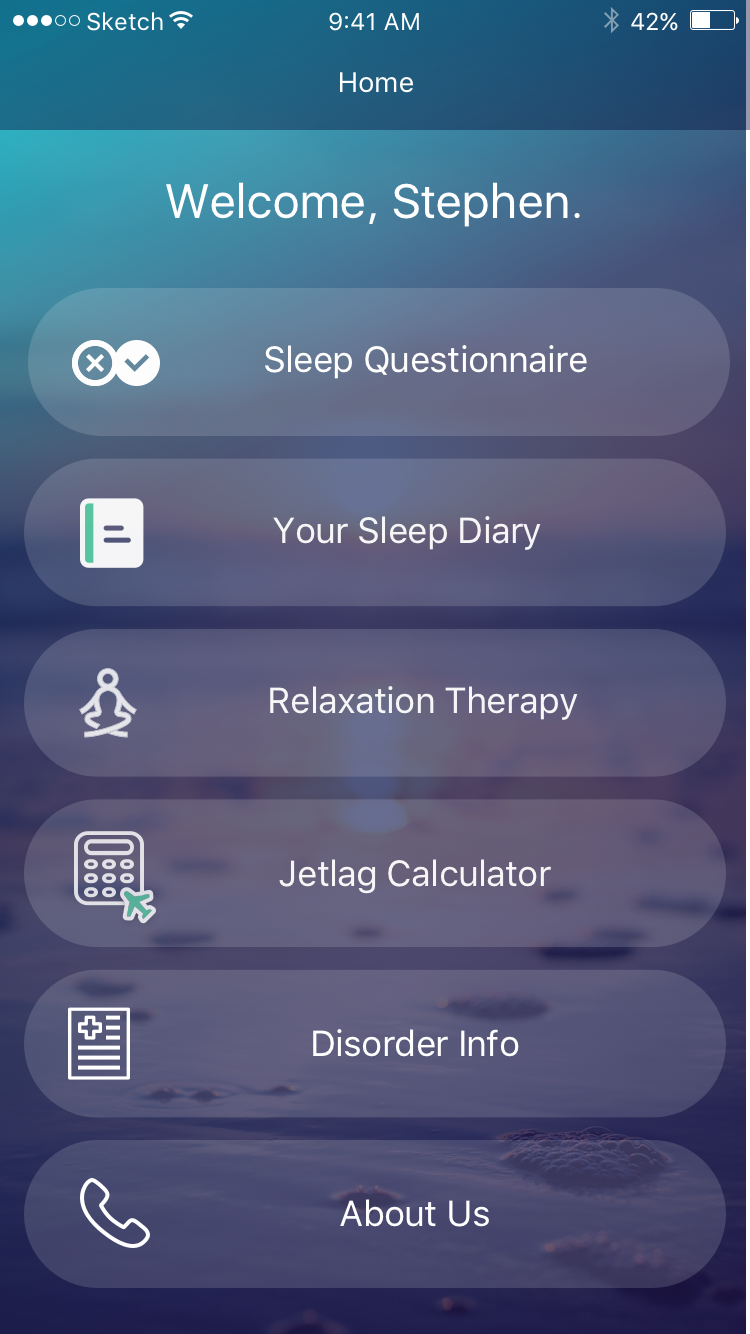 Sketch 9:41 AM 42%
Home
Welcome, Stephen.
Sleep Questionnaire
Your Sleep Diary
Relaxation Therapy
Jetlag Calculator
Disorder Info
About Us